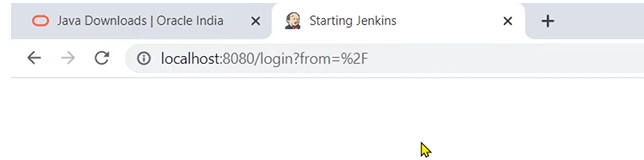 Java Downloads | Oracle India
Starting Jenkins
localhost:8080/login?from=%2F